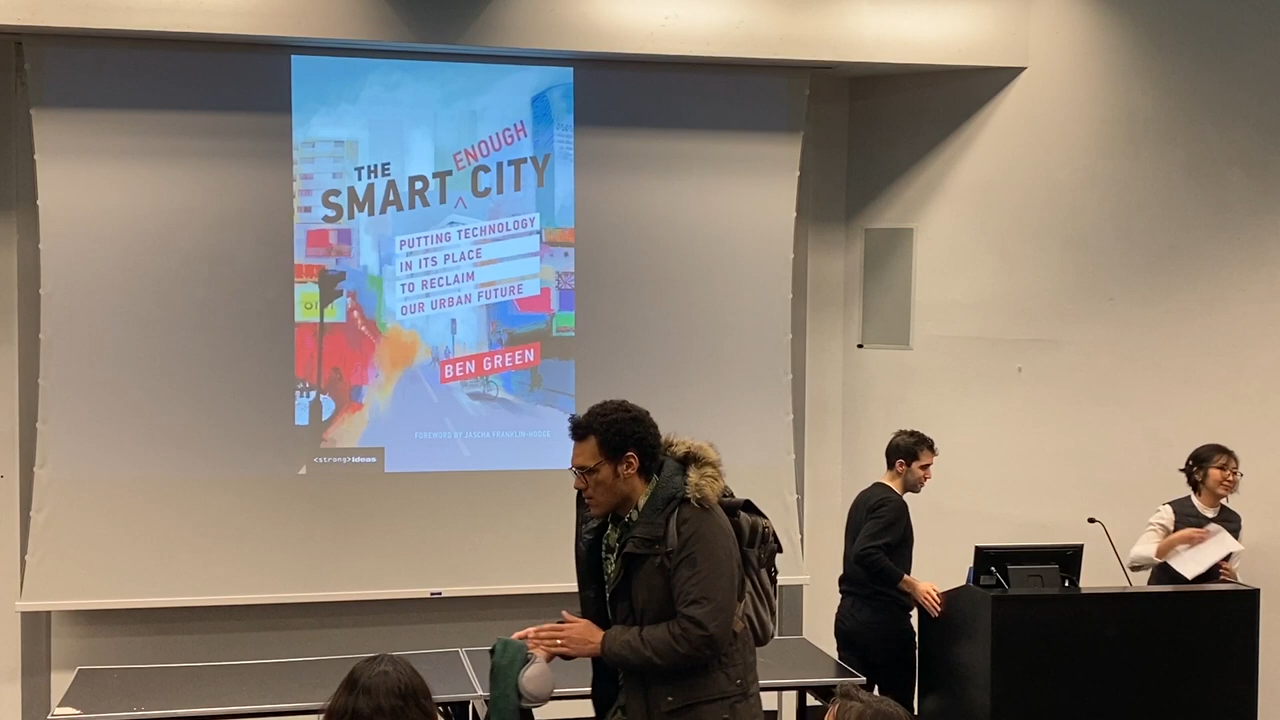 THE
ENOUGH
SMART ^ CITY
PUTTING TECHNOLOGY
IN ITS PLACE
TO RECLAIM
OUR URBAN FUTURE
BEN GREEN
FOREWORD BY JASCHA FRANKLIN-HODGE
<strong>Ideas